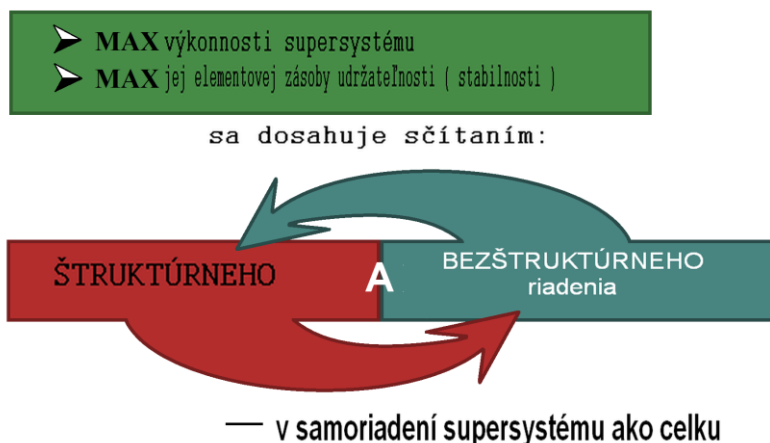 ➢ MAX výkonnosti supersystému
➢ MAX jej elementovej zásoby udržateľnosti ( stabilnosti )
sa dosahuje sčítaním:
ŠTRUKTÚRNEHO A BEZŠTRUKTÚRNEHO
riadenia
— v samoriadení supersystému ako celku